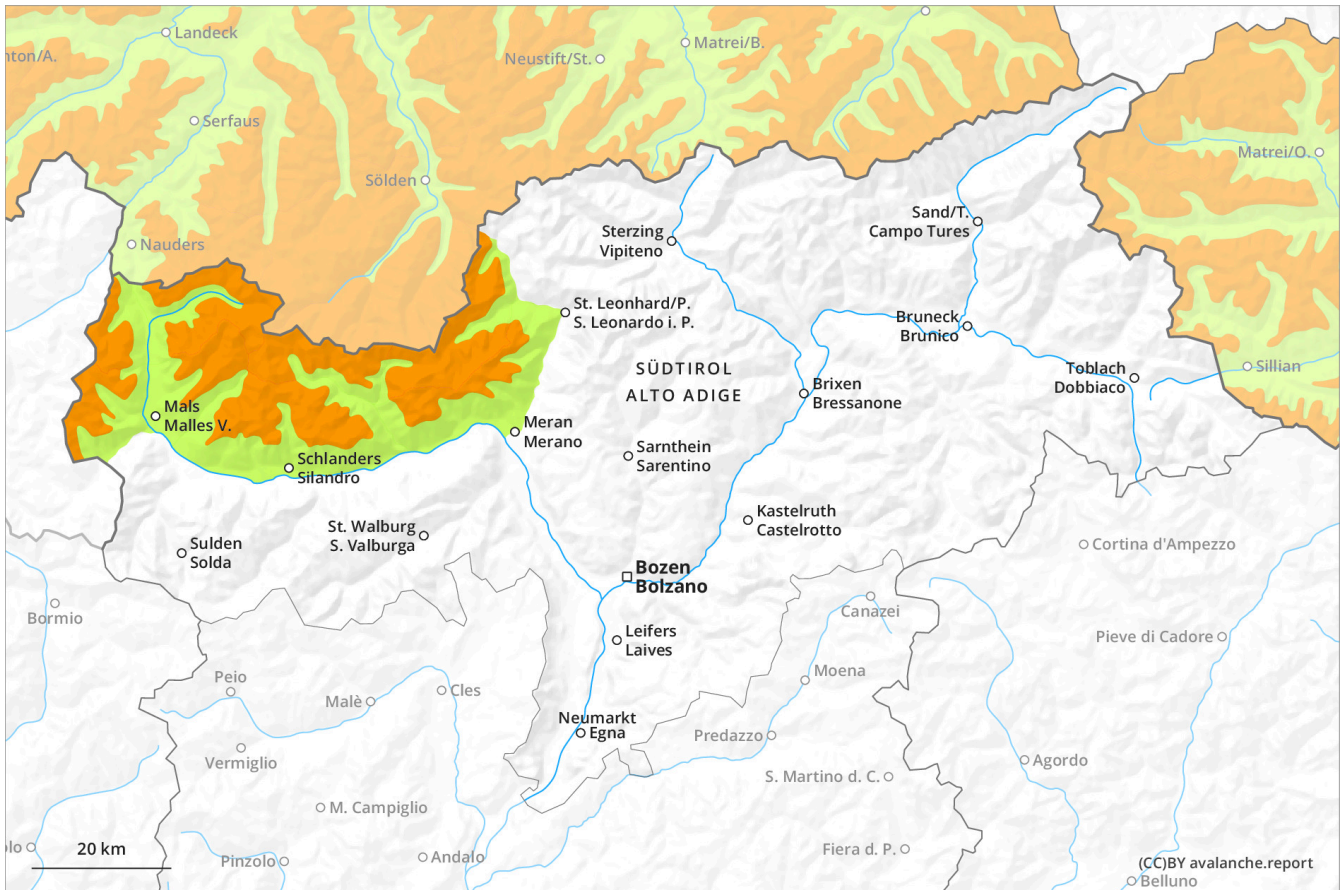 Landeck
nton/A.
Neustift/St.
Matrei/B.
Serfaus
Matrei/O.
Sölden
Nauders
Sterzing
Vipiteno
Sand/T.
Campo Tures
St. Leonhard/P.
S. Leonardo i. P.
Bruneck
Brunico
SÜDTIROL
ALTO ADIGE
Toblach
Dobbiaco
Sillian
Brixen
Bressanone
Mals
Malles V.
Meran
Merano
Schlanders
Silandro
Sarnthein
Sarentino
Kastelruth
Castelrotto
St. Walburg
S. Valburga
Sulden
Solda
Cortina d'Ampezzo
Bozen
Bolzano
Bormio
Canazei
Leifers
Laives
Pieve di Cadore
Peio
Malè
Cles
Moena
Neumarkt
Egna
Predazzo
Vermiglio
S. Martino d. C.
Agordo
M. Campiglio
olo
20 km
Pinzolo
Andalo
Fiera d. P.
(CC)BY avalanche.report
Belluno